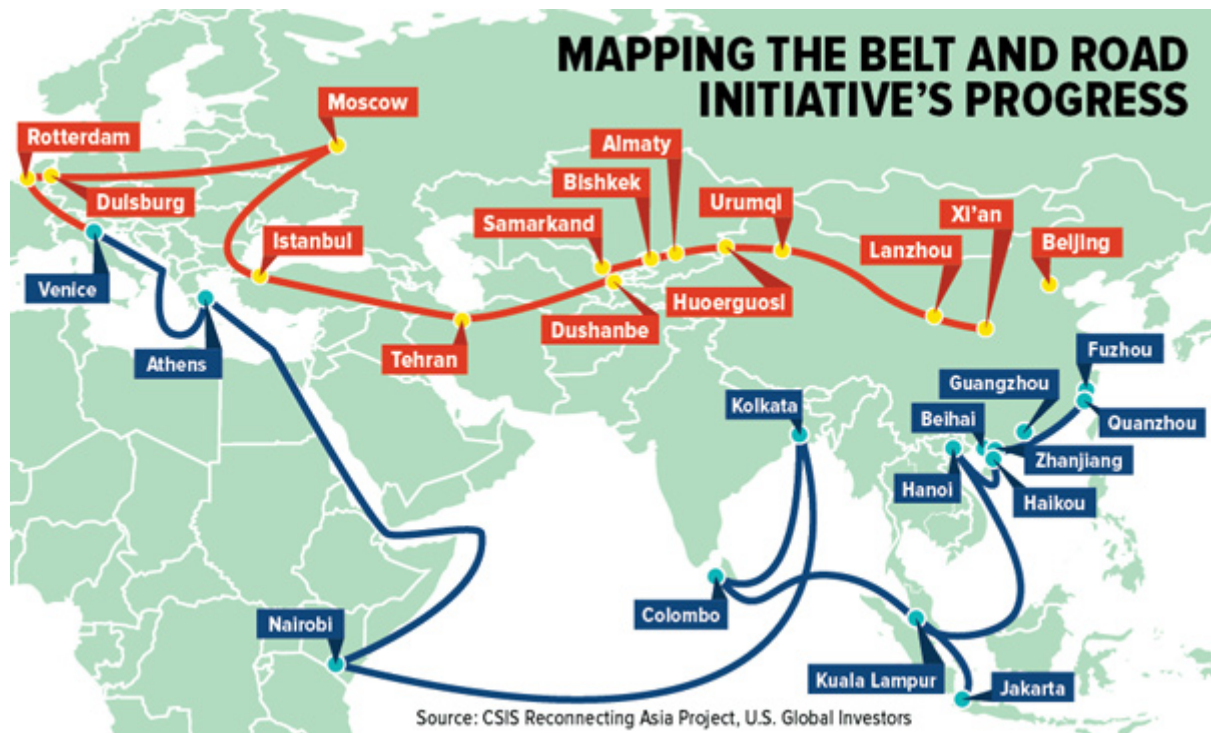 MAPPING THE BELT AND ROAD
INITIATIVE'S PROGRESS
Moscow
Rotterdam
Duisburg
Almaty
Bishkek
Urumqi
Samarkand
Xi'an
Istanbul
Lanzhou
Beijing
Venice
Huoerguosi
Dushanbe
Tehran
Athens
Fuzhou
Guangzhou
Kolkata
Beihai
Quanzhou
Zhanjiang
Hanoi
Haikou
Colombo
Nairobi
Kuala Lampur
Jakarta
Source: CSIS Reconnecting Asia Project, U.S. Global Investors